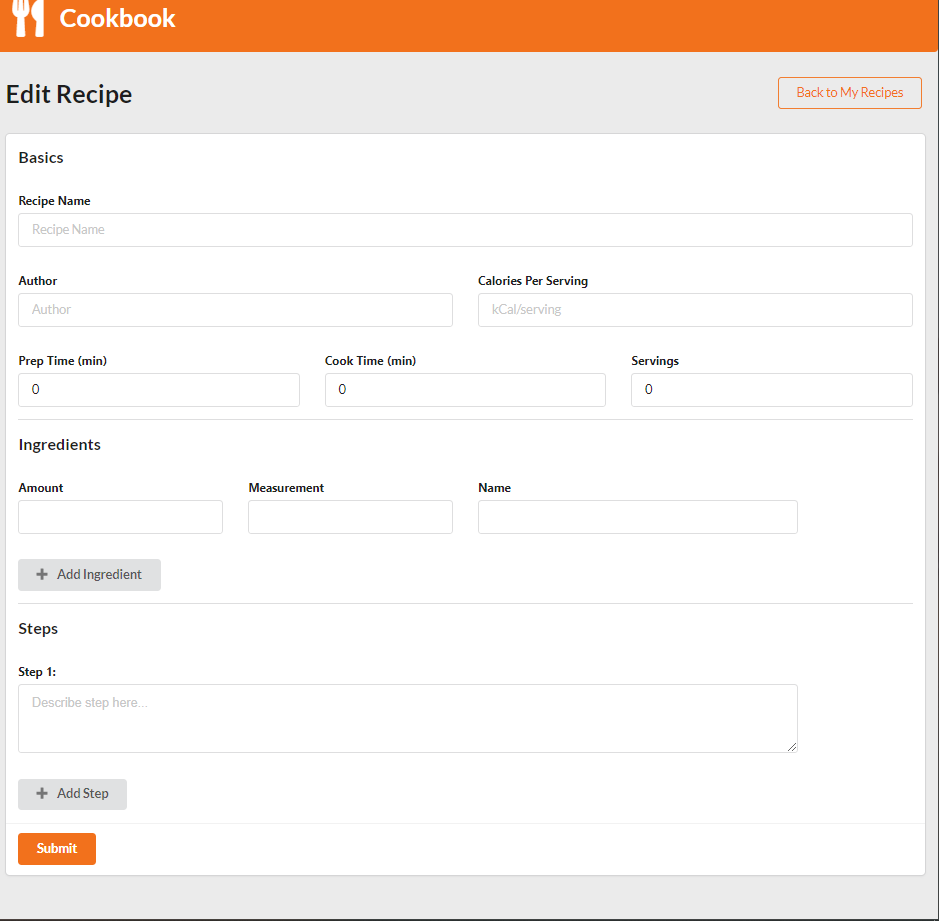 Cookbook
Edit Recipe
Back to My Recipes
Basics
Recipe Name
Recipe Name
Author
Calories Per Serving
Author
kCal/serving
Prep Time (min)
Cook Time (min)
Servings
0
0
0
Ingredients
Amount
Measurement
Name
+ Add Ingredient
Steps
Step 1:
Describe step here...
+ Add Step
Submit